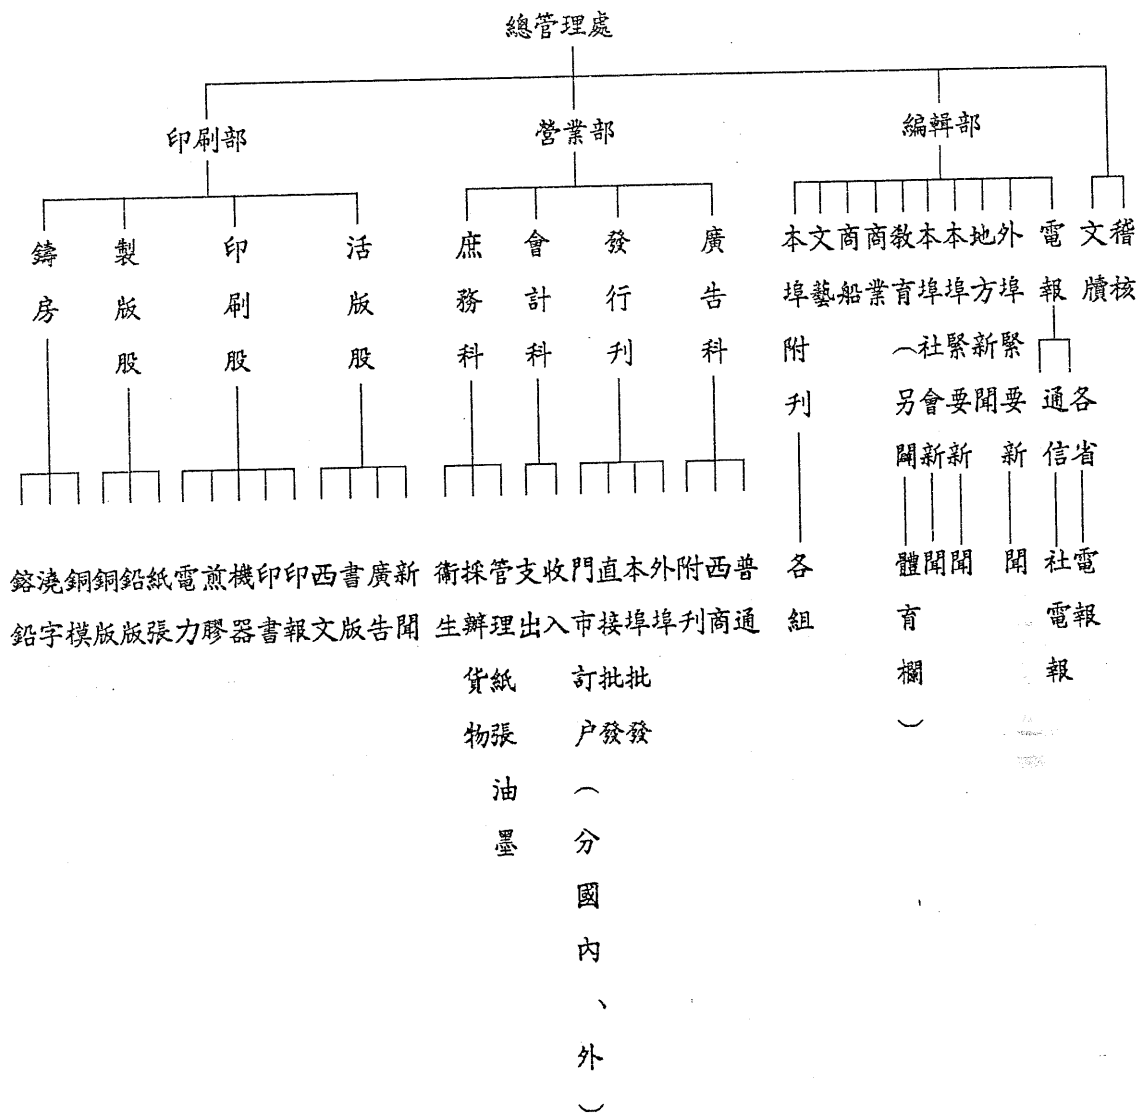 總管理處
編輯部
營業部
印刷部
稽核
文牘
電報
各省電報
通信社電報
外埠緊要新聞
地方新聞
本埠緊要新聞
本埠社會新聞
教育（另闢體育欄）
商業
商船
文藝
本埠附刊
各組
廣告科
普通
西商
附刊
發行刊
外埠批發
本埠批發
直接訂户（分國內、外）
門市
會計科
收入
支出
庶務科
管理紙張油墨
採辦貨物
衛生
活版股
新聞
廣告
書版
西文
印刷股
印報
印書
機器
煎膠
電力
製版股
紙張
鉛版
銅版
鑄房
銅模
澆字
鎔鉛